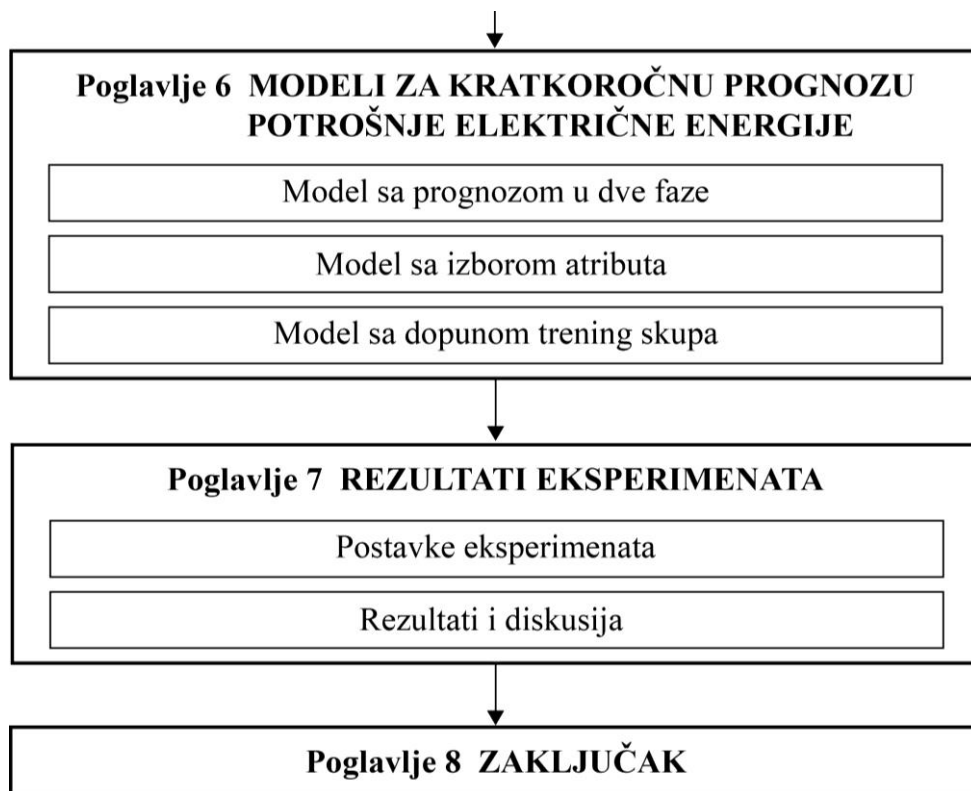 Poglavlje 6 MODELI ZA KRATKOROČNU PROGNOZU
POTROŠNJE ELEKTRIČNE ENERGIJE
Model sa prognozom u dve faze
Model sa izborom atributa
Model sa dopunom trening skupa
Poglavlje 7 REZULTATI EKSPERIMENATA
Postavke eksperimenata
Rezultati i diskusija
Poglavlje 8 ZAKLJUČAK